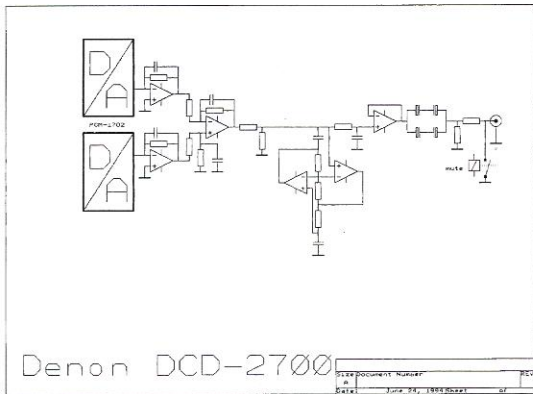 D
A
PCM-1702
D
A
mute
Denon DCD-2700
Size Document Number REV
A
Date: June 24, 1994 Sheet of